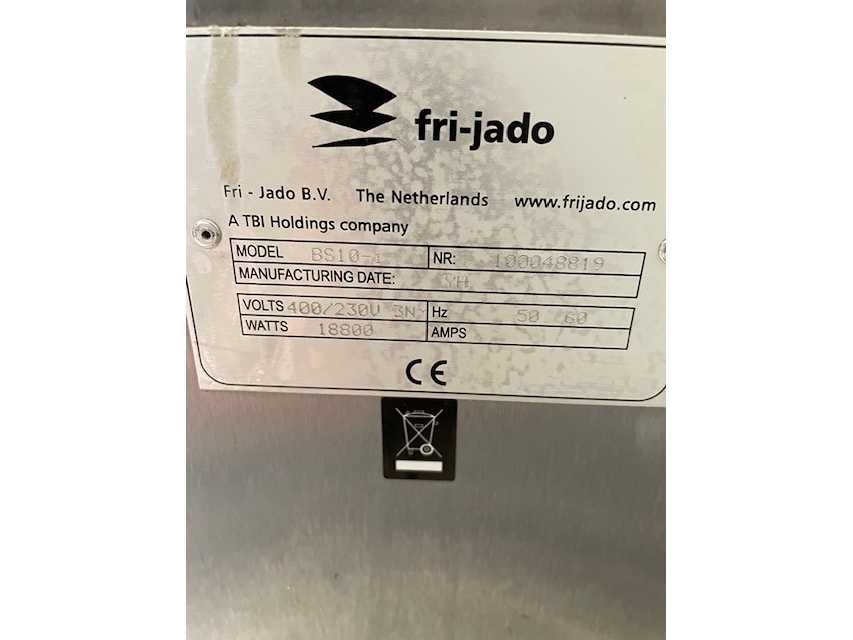 fri-jado
Fri - Jado B.V. The Netherlands www.frijado.com
A TBI Holdings company
MODEL BS10-1 NR: 100048819
MANUFACTURING DATE:
VOLTS 400/230V 3N Hz 50 60
WATTS 18800 AMPS
CE